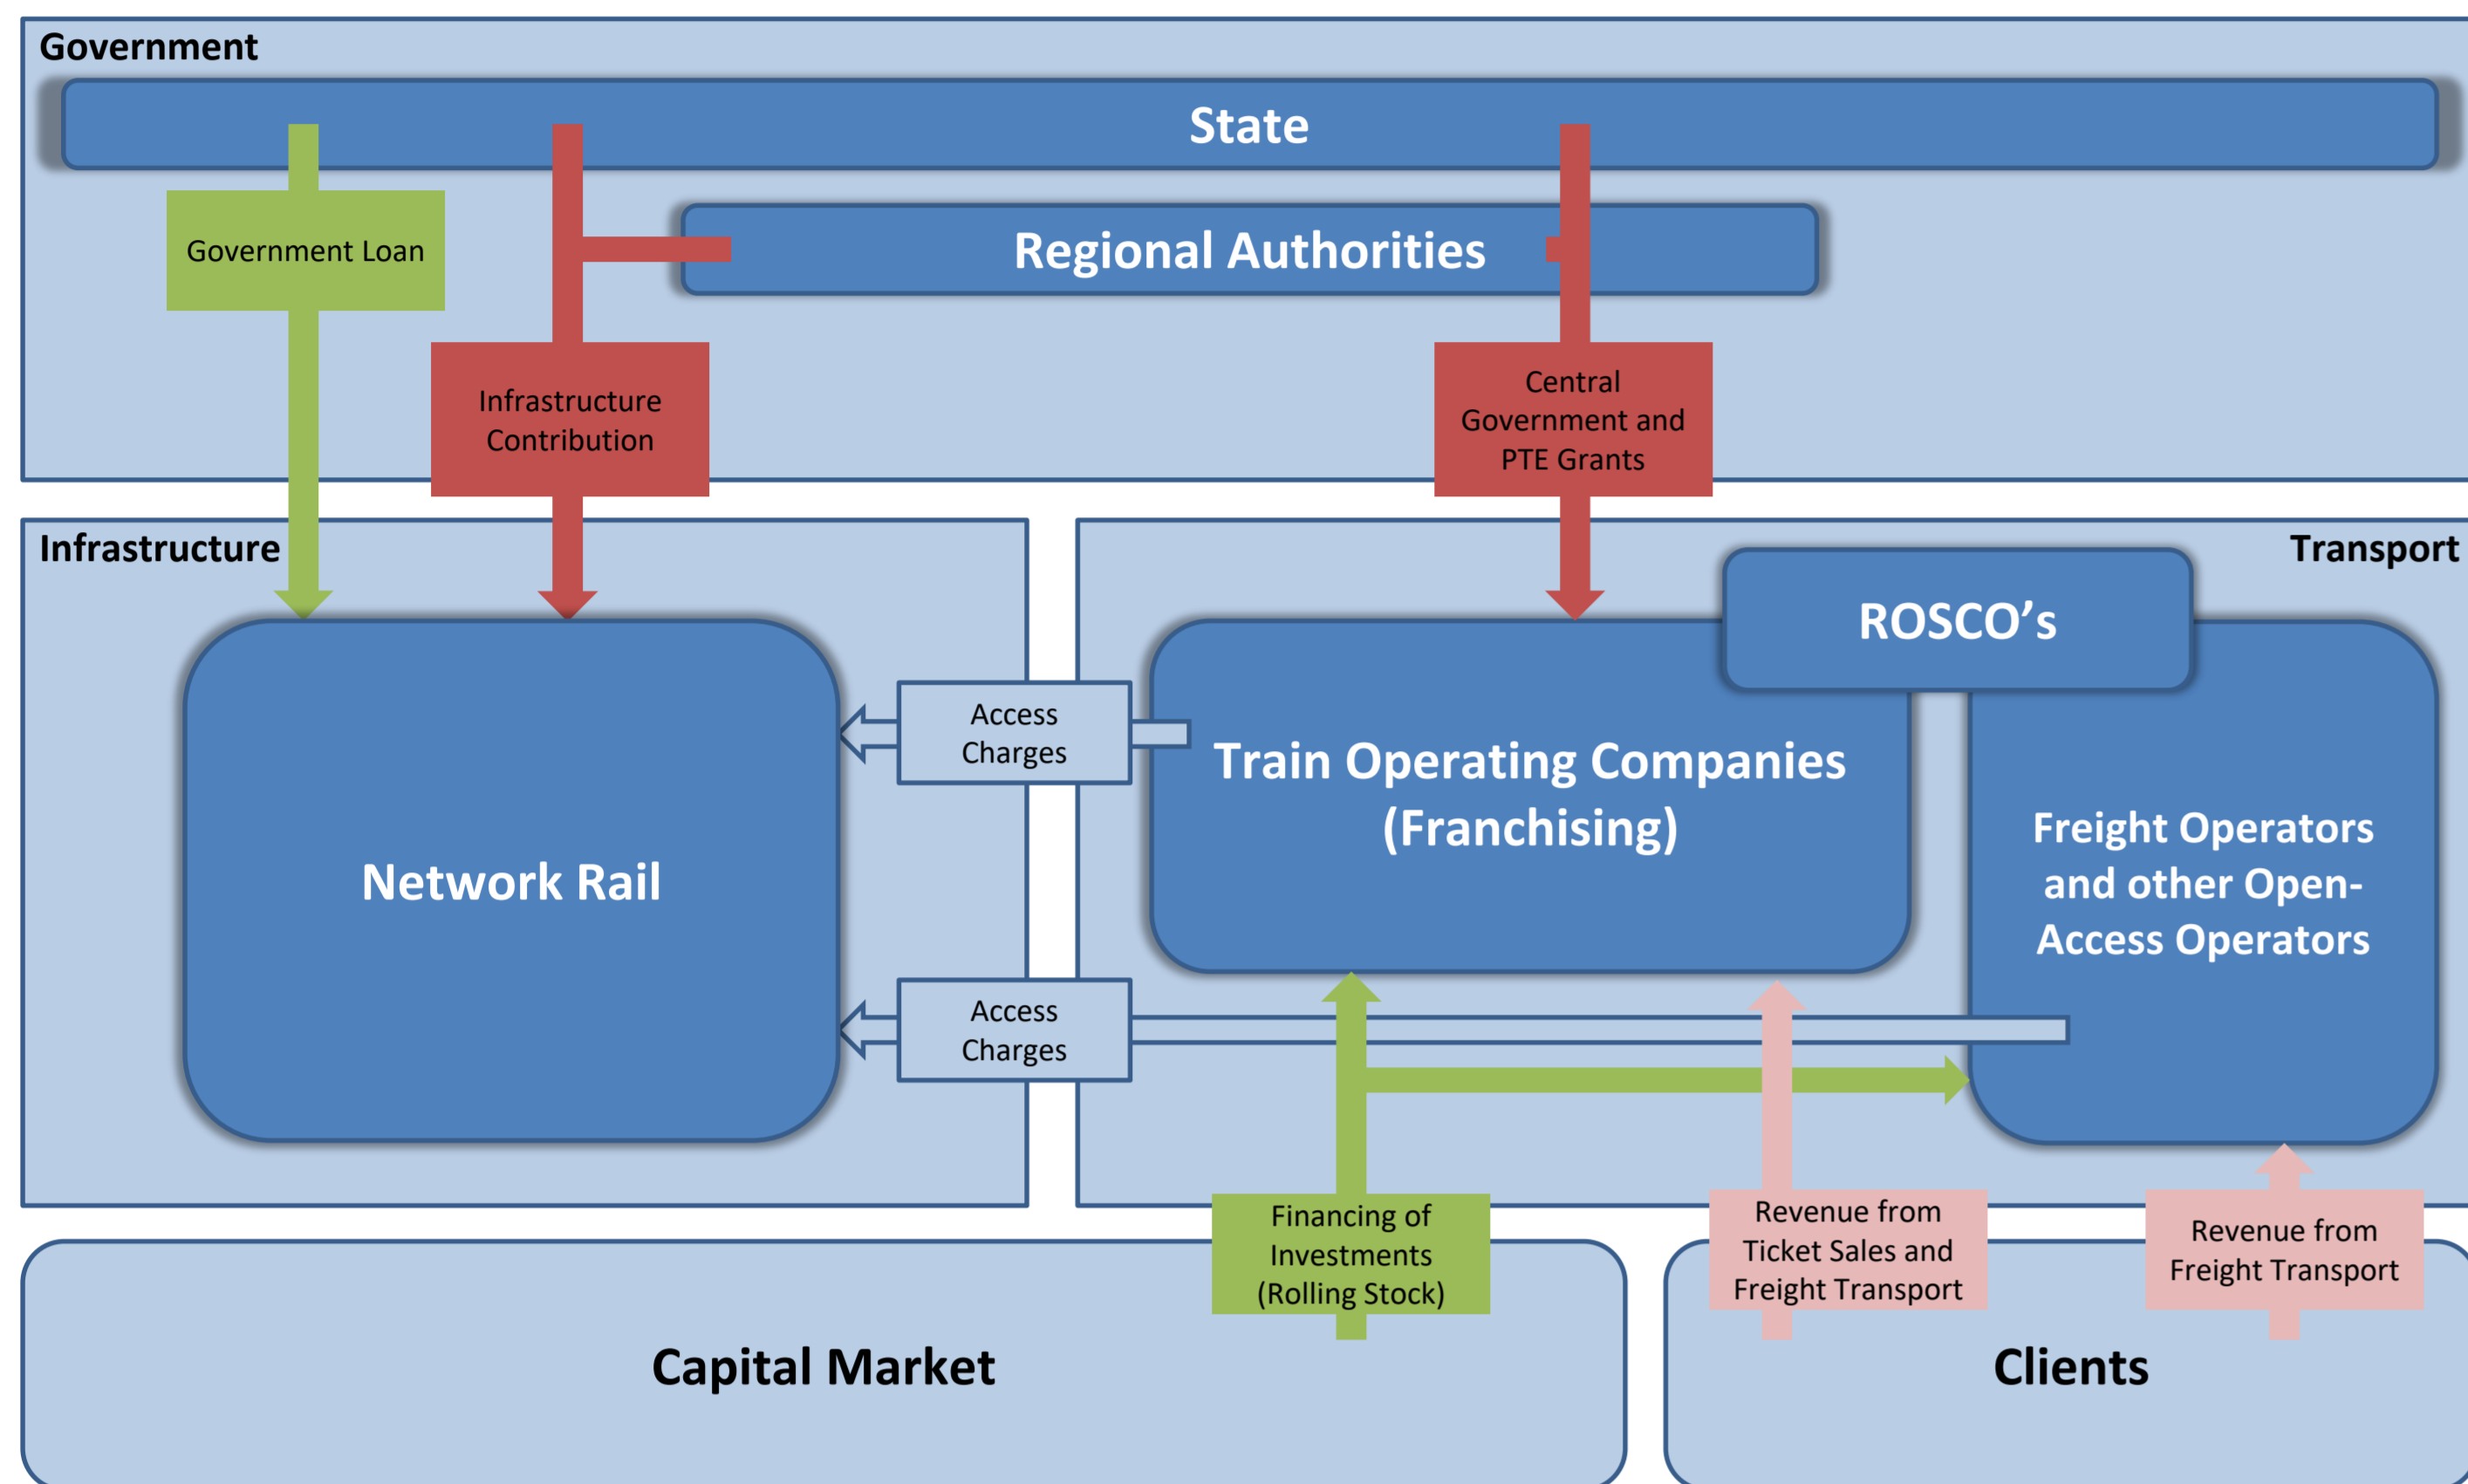 Government
State
Government Loan
Regional Authorities
Infrastructure
Contribution
Central
Government and
PTE Grants
Infrastructure
Transport
ROSCO’s
Network Rail
Access
Charges
Train Operating Companies
(Franchising)
Freight Operators
and other Open-
Access Operators
Access
Charges
Financing of
Investments
(Rolling Stock)
Revenue from
Ticket Sales and
Freight Transport
Revenue from
Freight Transport
Capital Market
Clients